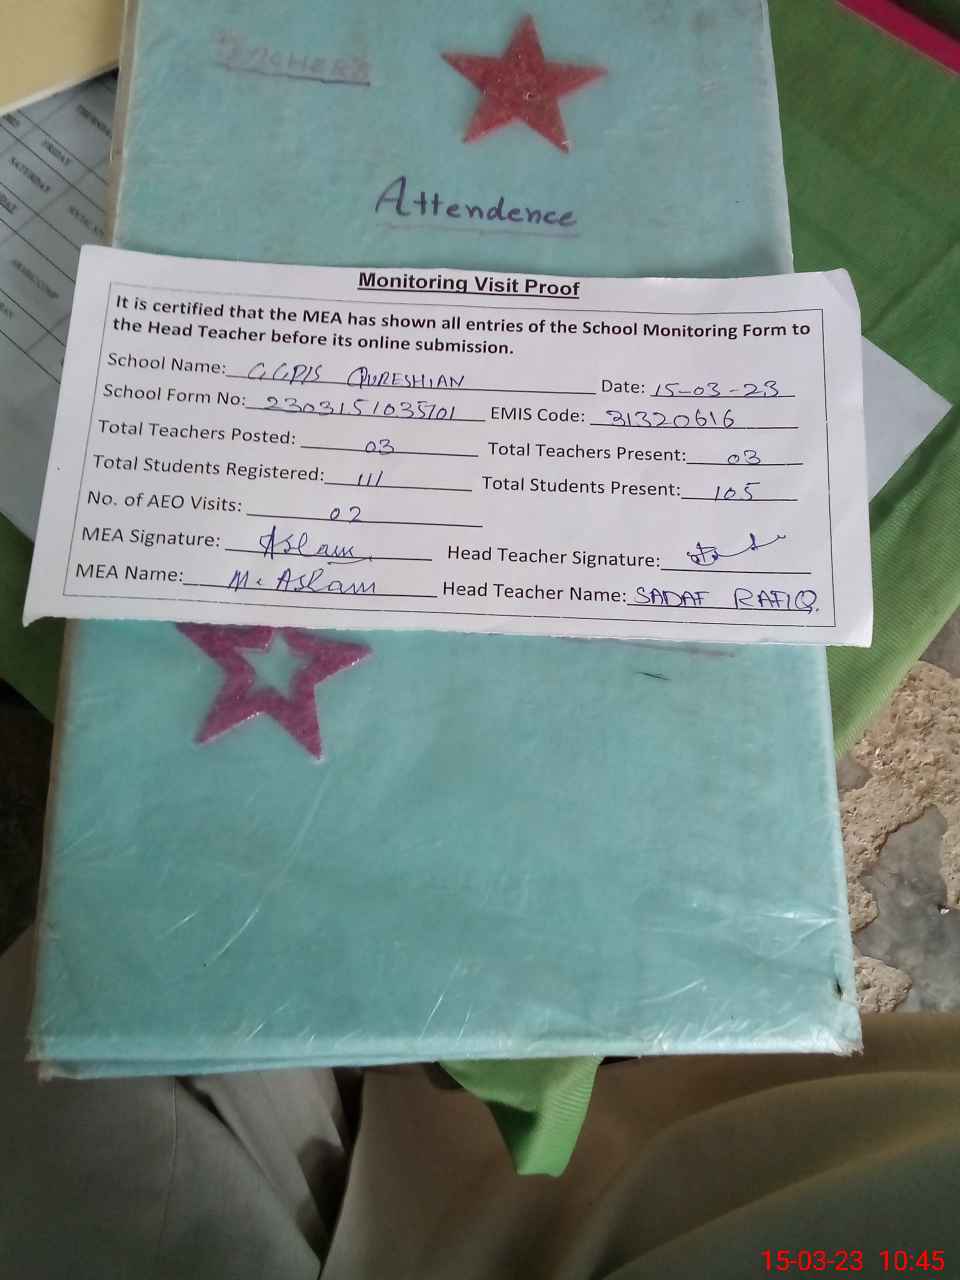 TEACHER'S
Attendence
THURSDAY
FRIDAY
SATURDAY
Monitoring Visit Proof
It is certified that the MEA has shown all entries of the School Monitoring Form to
the Head Teacher before its online submission.
School Name: GGPS QURESHIAN Date: 15-03-23
School Form No: 2303151035701 EMIS Code: 31320616
Total Teachers Posted: 03 Total Teachers Present: 03
Total Students Registered: 111 Total Students Present: 105
No. of AEO Visits: 02
MEA Signature: Aslam Head Teacher Signature:
MEA Name: M. Aslam Head Teacher Name: SADAF RAFIQ.
15-03-23 10:45